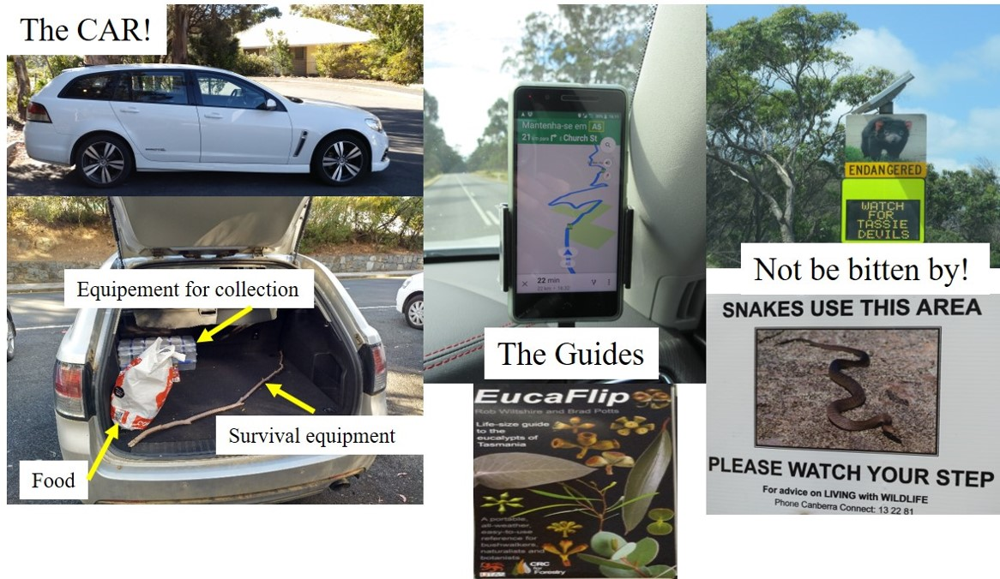 The CAR!
Equipement for collection
Survival equipment
Food
Mantenha-se em A5
21 km para Church St
22 min
The Guides
EucaFlip
Rob Wiltshire and Brad Potts
Life-size guide
to the
eucalypts of
Tasmania
A portable,
all-weather,
easy-to-use
reference for
bushwalkers,
naturalists and
botanists
UTAS
CRC
for
Forestry
ENDANGERED
WATCH
FOR
TASSIE
DEVILS
Not be bitten by!
SNAKES USE THIS AREA
PLEASE WATCH YOUR STEP
For advice on LIVING with WILDLIFE
Phone Canberra Connect: 13 22 81